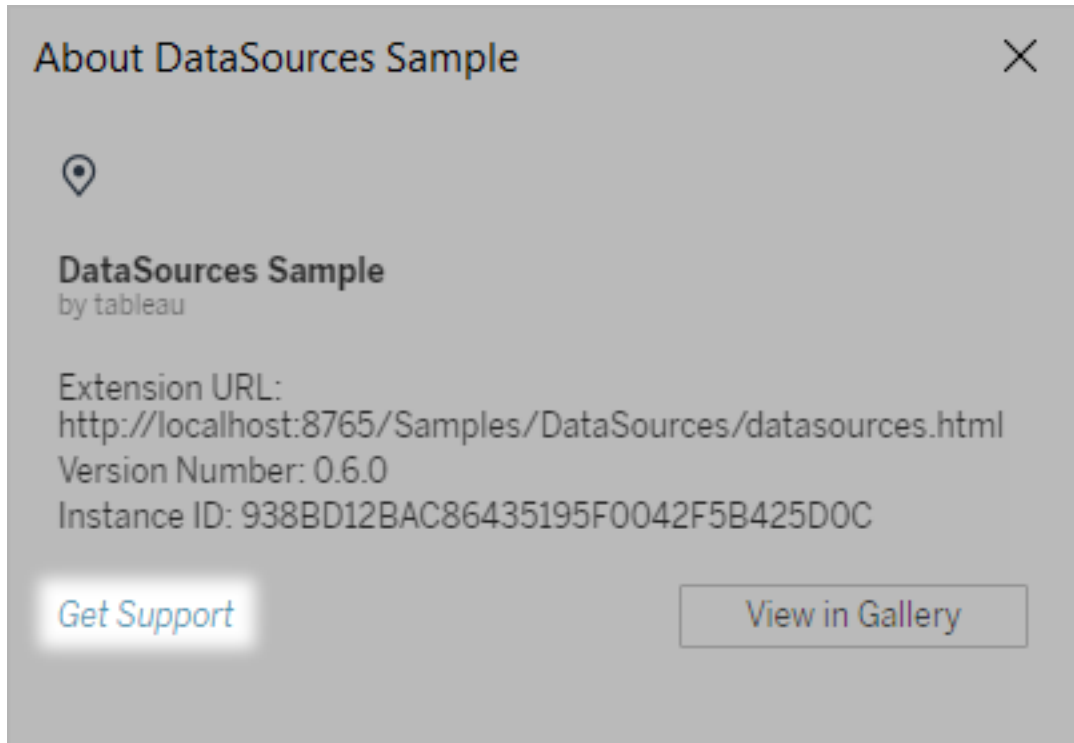 About DataSources Sample
DataSources Sample
by tableau
Extension URL:
http://localhost:8765/Samples/DataSources/datasources.html
Version Number: 0.6.0
Instance ID: 938BD12BAC86435195F0042F5B425D0C
Get Support
View in Gallery